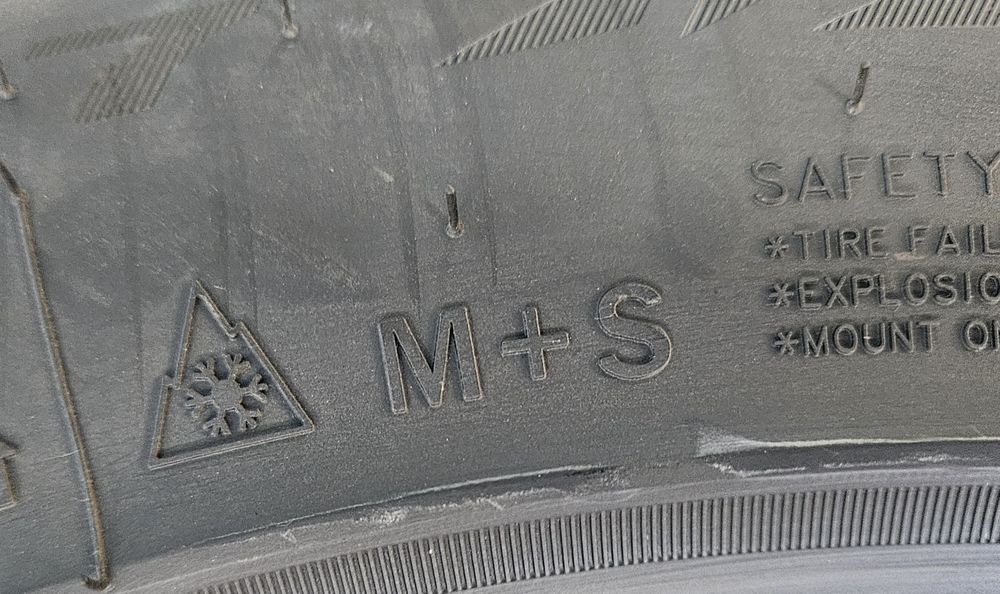 M+S
SAFETY
*TIRE FAIL
*EXPLOSIO
*MOUNT O